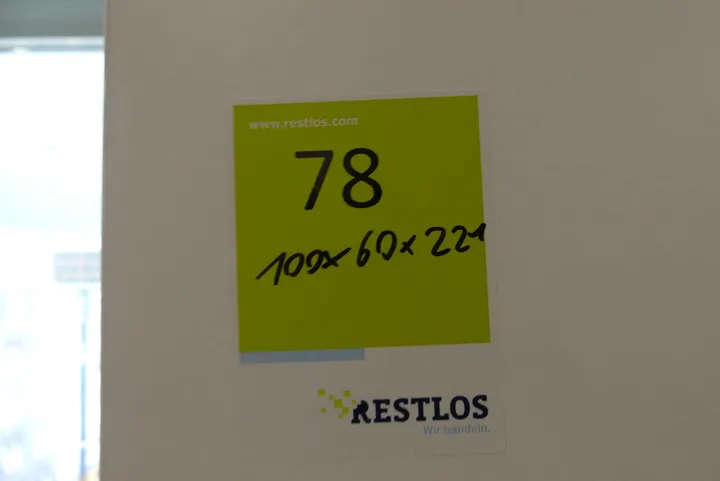 www.restlos.com
78
100x60x221
RESTLOS
Wir handeln.